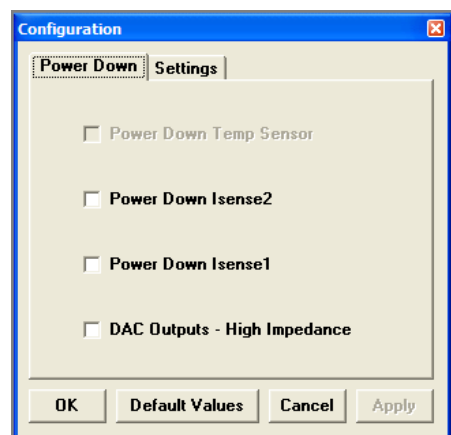 Configuration
Power Down Settings
Power Down Temp Sensor
Power Down Isense2
Power Down Isense1
DAC Outputs - High Impedance
OK Default Values Cancel Apply